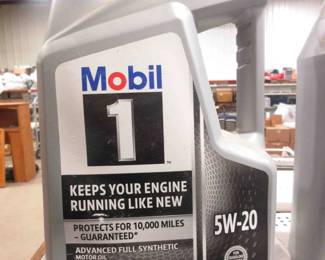 Mobil
1
KEEPS YOUR ENGINE
RUNNING LIKE NEW
PROTECTS FOR 10,000 MILES
– GUARANTEED*
ADVANCED FULL SYNTHETIC
MOTOR OIL
5W-20